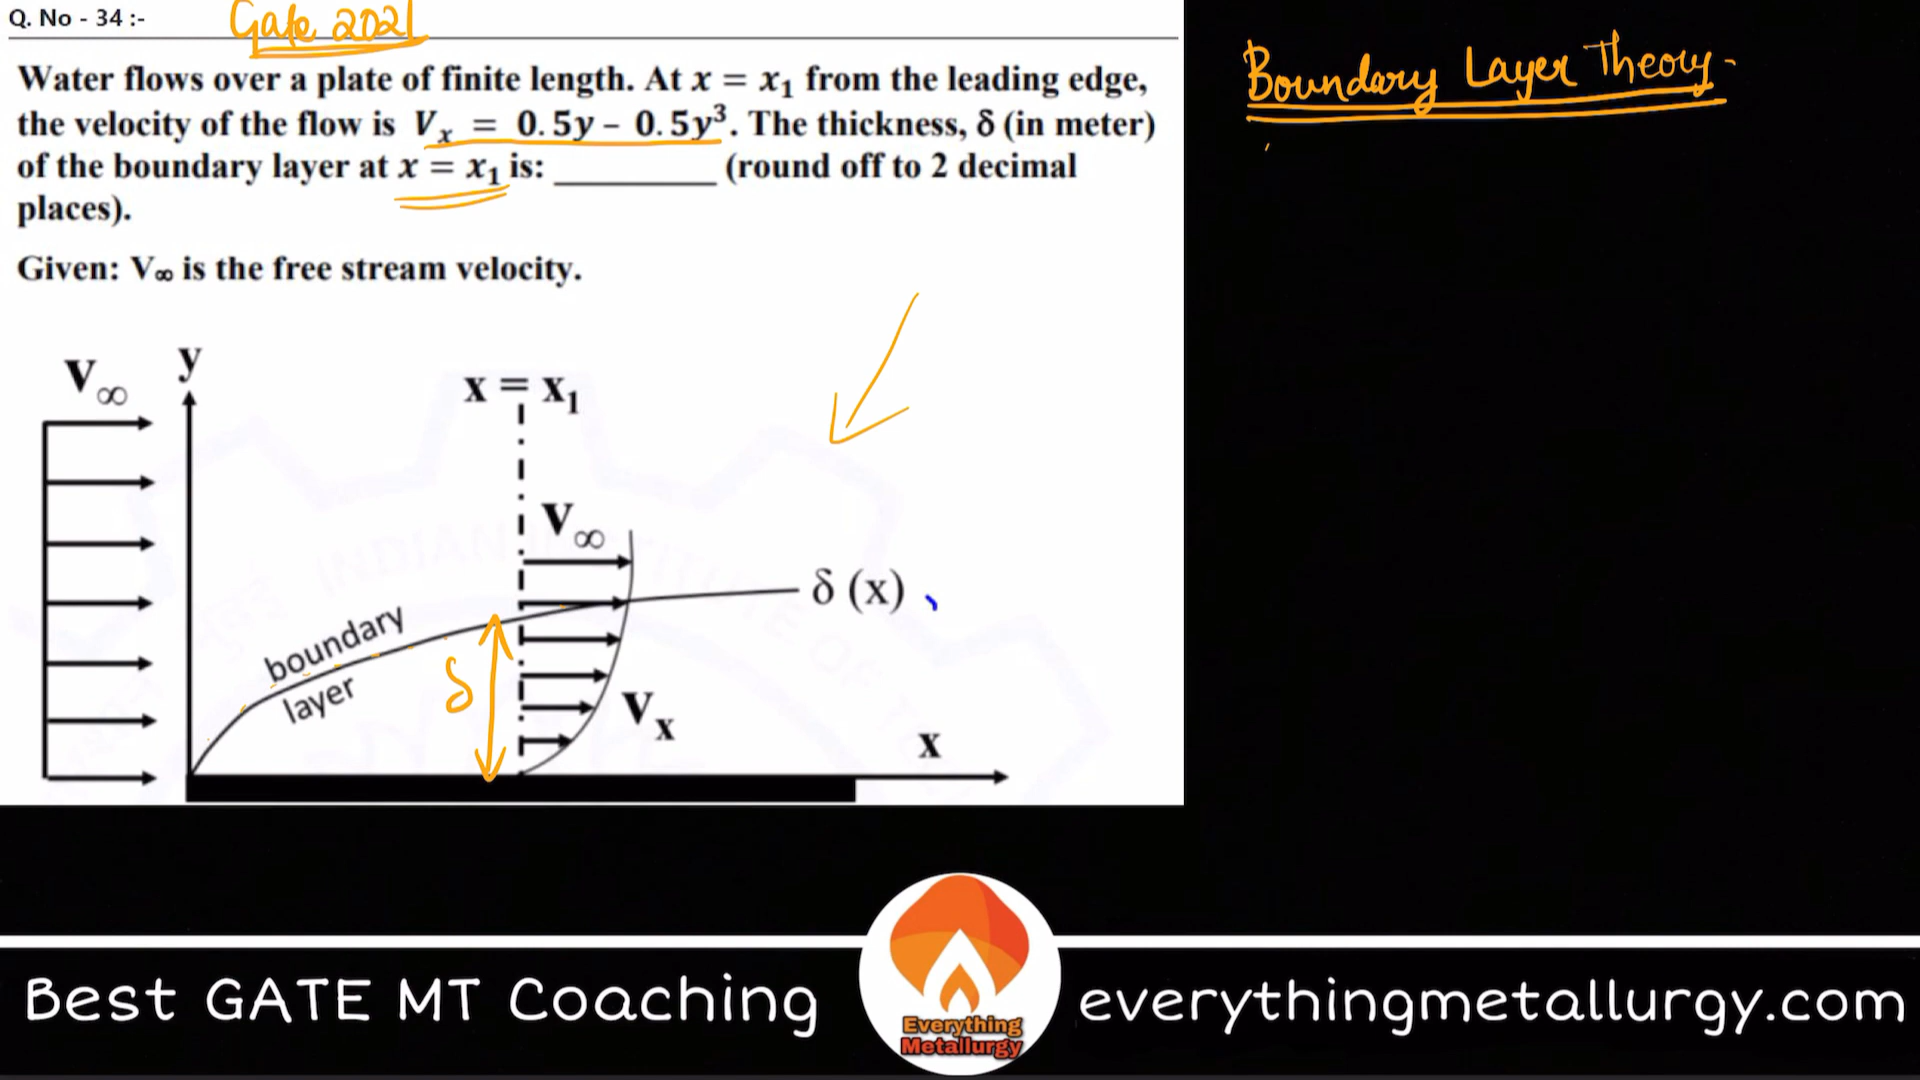 Q. No - 34 :-
Gate 2021
Boundary Layer Theory -
Water flows over a plate of finite length. At x = x₁ from the leading edge,
the velocity of the flow is Vₓ = 0.5y – 0.5y³. The thickness, δ (in meter)
of the boundary layer at x = x₁ is: __________ (round off to 2 decimal
places).
Given: V∞ is the free stream velocity.
V∞
y
x = x₁
V∞
δ (x)
boundary
layer
δ
Vₓ
x
Best GATE MT Coaching
Everything
Metallurgy
everythingmetallurgy.com